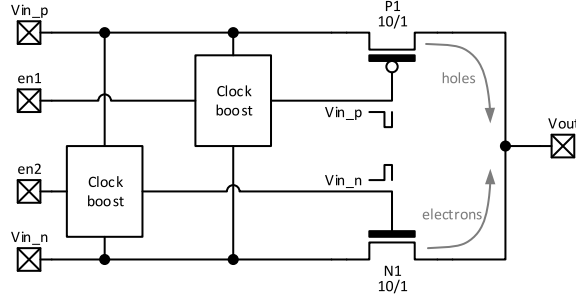 Vin_p
P1
10/1
en1
Clock
boost
holes
Vin_p
Vout
en2
Clock
boost
Vin_n
electrons
Vin_n
N1
10/1